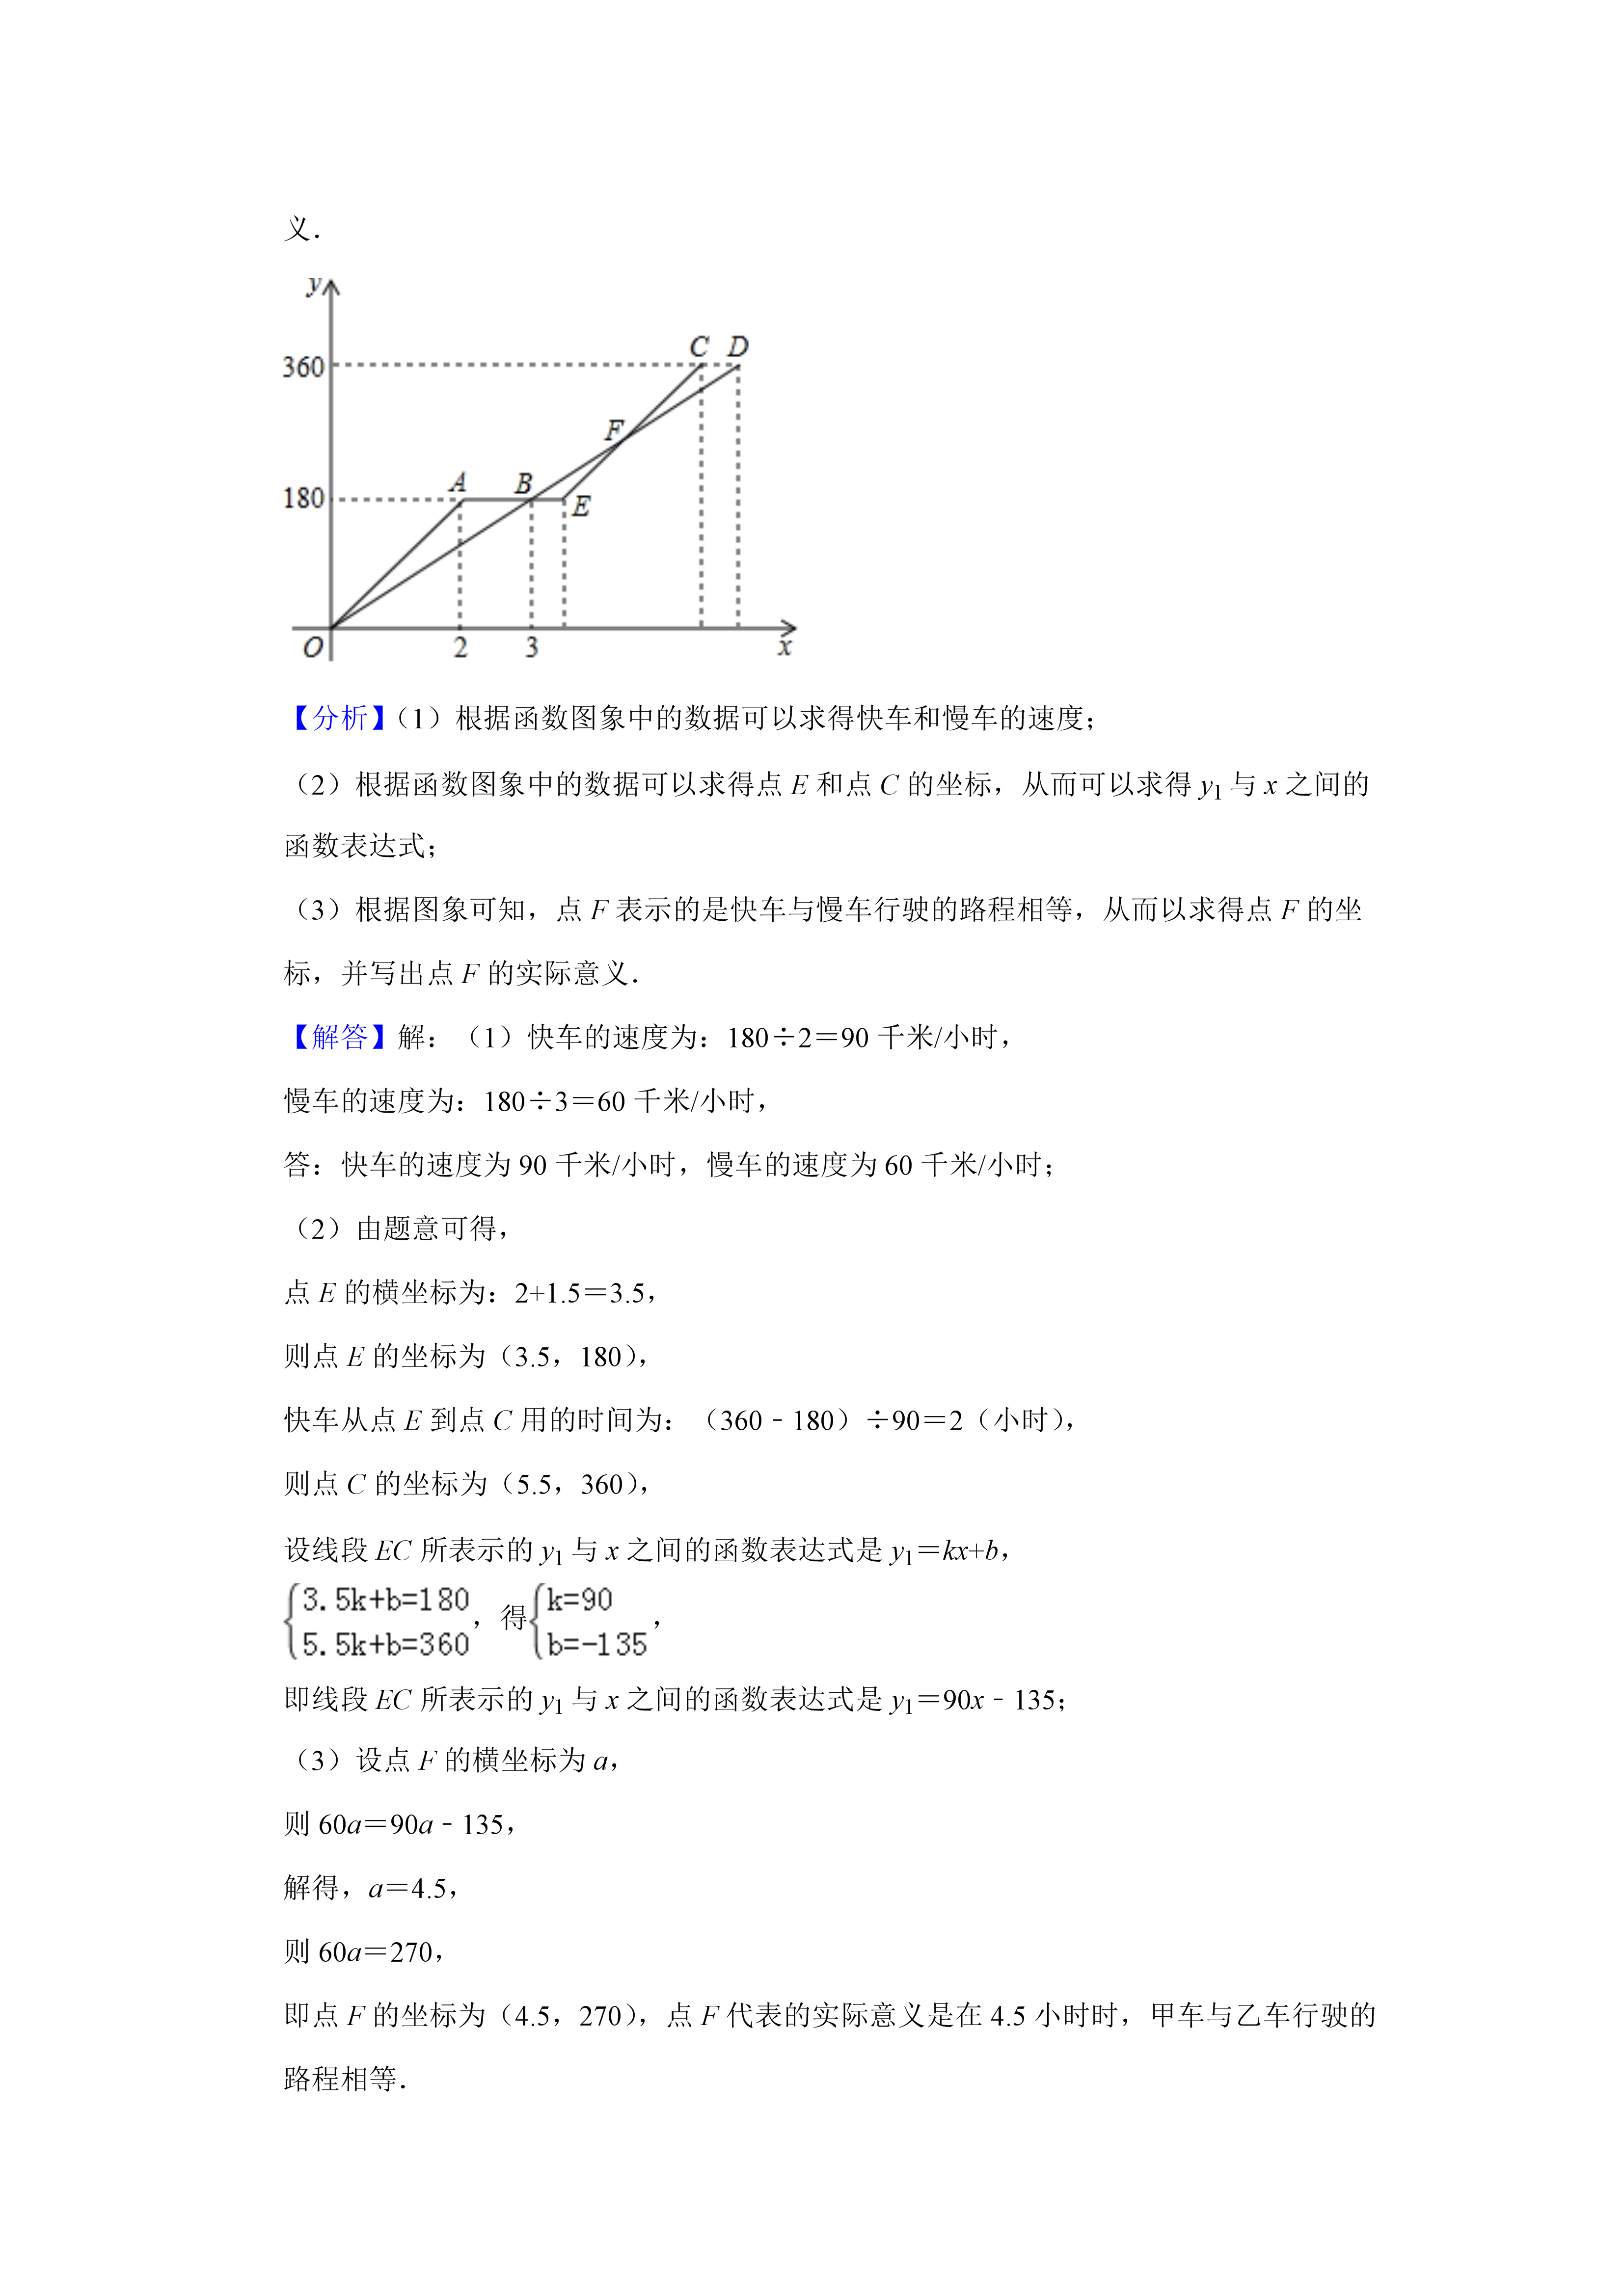 义．
y
360
C D
F
180
A B
E
O 2 3 x
【分析】（1）根据函数图象中的数据可以求得快车和慢车的速度；
（2）根据函数图象中的数据可以求得点 E 和点 C 的坐标，从而可以求得 y₁ 与 x 之间的
函数表达式；
（3）根据图象可知，点 F 表示的是快车与慢车行驶的路程相等，从而以求得点 F 的坐
标，并写出点 F 的实际意义．
【解答】解：（1）快车的速度为：180÷2＝90 千米/小时，
慢车的速度为：180÷3＝60 千米/小时，
答：快车的速度为 90 千米/小时，慢车的速度为 60 千米/小时；
（2）由题意可得，
点 E 的横坐标为：2+1.5＝3.5，
则点 E 的坐标为（3.5，180），
快车从点 E 到点 C 用的时间为：（360﹣180）÷90＝2（小时），
则点 C 的坐标为（5.5，360），
设线段 EC 所表示的 y₁ 与 x 之间的函数表达式是 y₁＝kx+b，
{3.5k+b=180
5.5k+b=360，得{k=90
b=-135，
即线段 EC 所表示的 y₁ 与 x 之间的函数表达式是 y₁＝90x﹣135；
（3）设点 F 的横坐标为 a，
则 60a＝90a﹣135，
解得，a＝4.5，
则 60a＝270，
即点 F 的坐标为（4.5，270），点 F 代表的实际意义是在 4.5 小时时，甲车与乙车行驶的
路程相等．